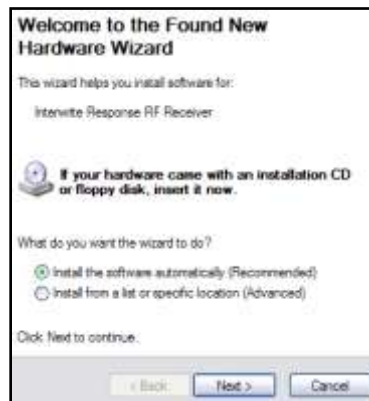 Welcome to the Found New
Hardware Wizard
This wizard helps you install software for:
Interwrite Response RF Receiver
If your hardware came with an installation CD
or floppy disk, insert it now.
What do you want the wizard to do?
Install the software automatically (Recommended)
Install from a list or specific location (Advanced)
Click Next to continue.
< Back Next > Cancel